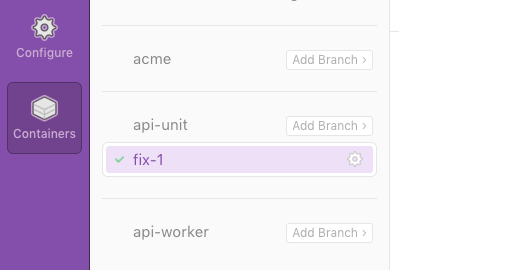 Configure
Containers
acme
Add Branch ›
api-unit
Add Branch ›
fix-1
api-worker
Add Branch ›